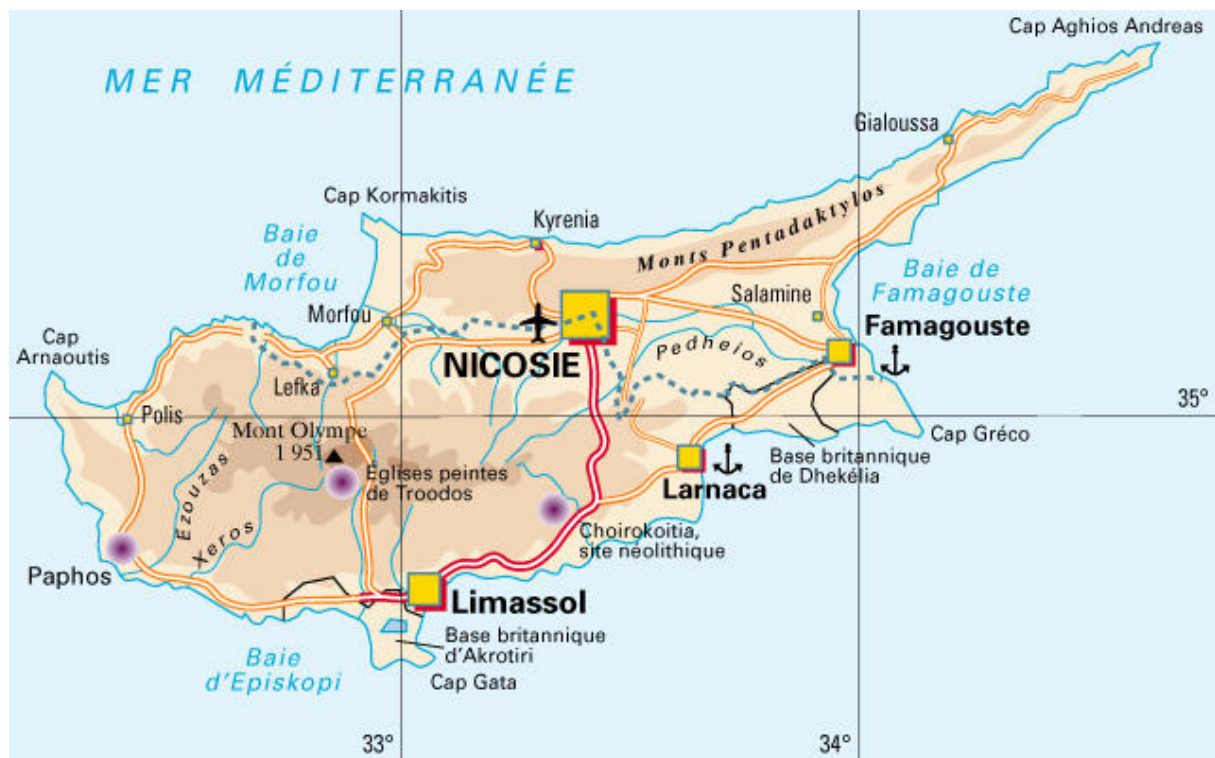 Cap Aghios Andreas
MER MÉDITERRANÉE
Gialoussa
Cap Kormakitis
Kyrenia
Monts Pentadaktylos
Baie
de
Morfou
Baie de
Famagouste
Salamine
Morfou
Famagouste
Cap
Arnaoutis
NICOSIE
Pedheios
Lefka
35°
Polis
Mont Olympe
1 951
Cap Gréco
Base britannique
de Dhekélia
Églises peintes
de Troodos
Larnaca
Ezouzas
Xeros
Choirokoitia,
site néolithique
Paphos
Limassol
Base britannique
d'Akrotiri
Baie
d'Episkopi
Cap Gata
33°
34°